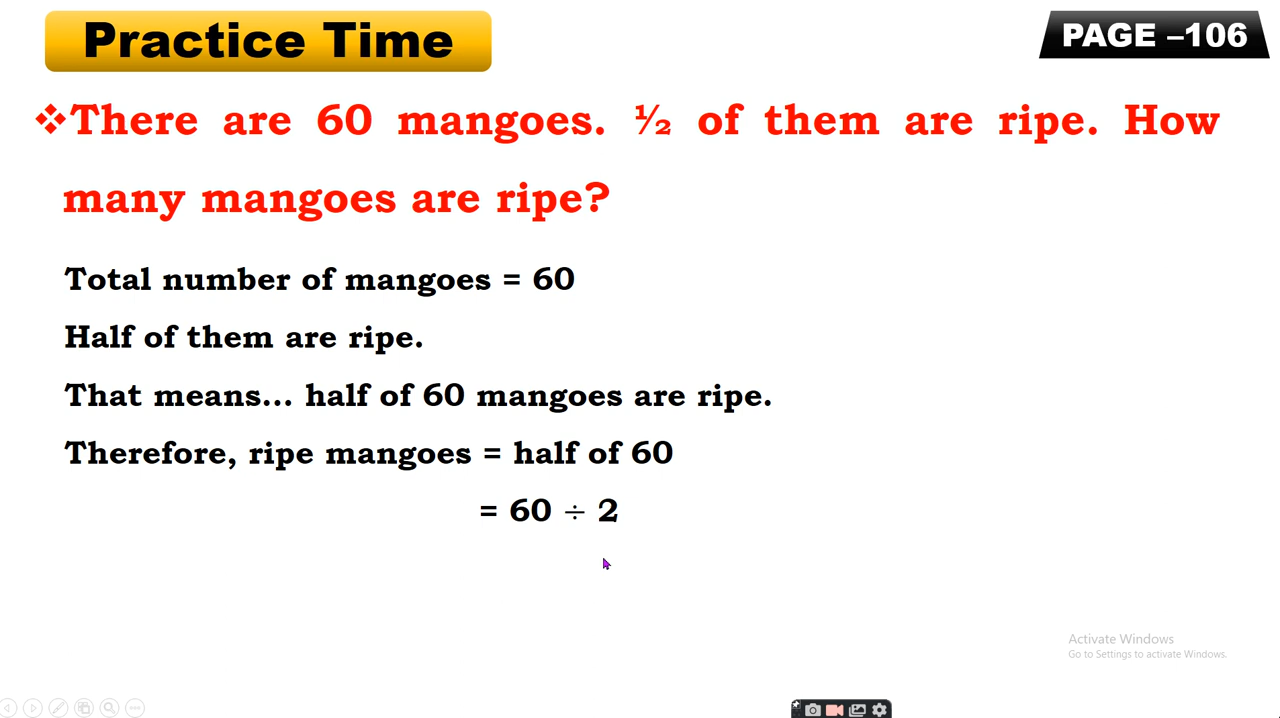 Practice Time
PAGE –106
❖There are 60 mangoes. ½ of them are ripe. How
many mangoes are ripe?
Total number of mangoes = 60
Half of them are ripe.
That means... half of 60 mangoes are ripe.
Therefore, ripe mangoes = half of 60
= 60 ÷ 2
Activate Windows
Go to Settings to activate Windows.